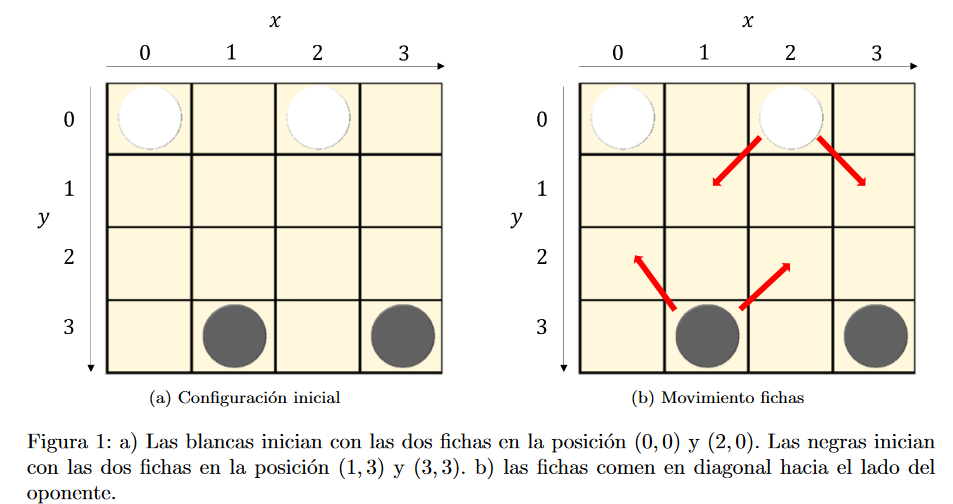 x
x
0 1 2 3
0 1 2 3
0
1
y
2
3
0
1
y
2
3
(a) Configuración inicial
(b) Movimiento fichas
Figura 1: a) Las blancas inician con las dos fichas en la posición (0, 0) y (2, 0). Las negras inician
con las dos fichas en la posición (1, 3) y (3, 3). b) las fichas comen en diagonal hacia el lado del
oponente.